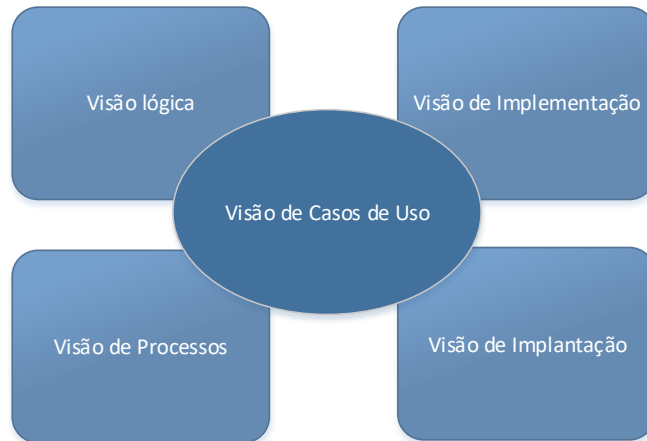 Visão lógica
Visão de Implementação
Visão de Casos de Uso
Visão de Processos
Visão de Implantação